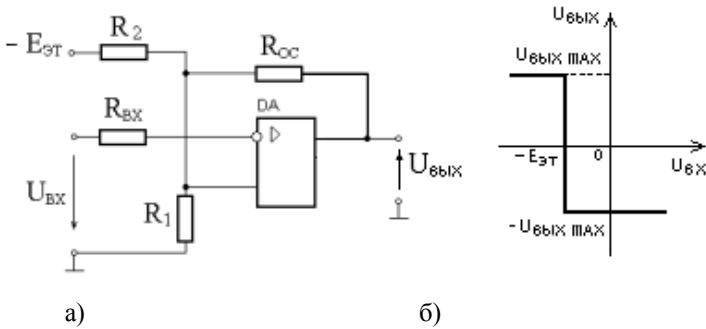 – Eэт
R2
Rос
DA
Rвх
Uвх
Uвых
R1
Uвых
Uвых max
– Eэт
0
Uвх
- Uвых max
а)
б)